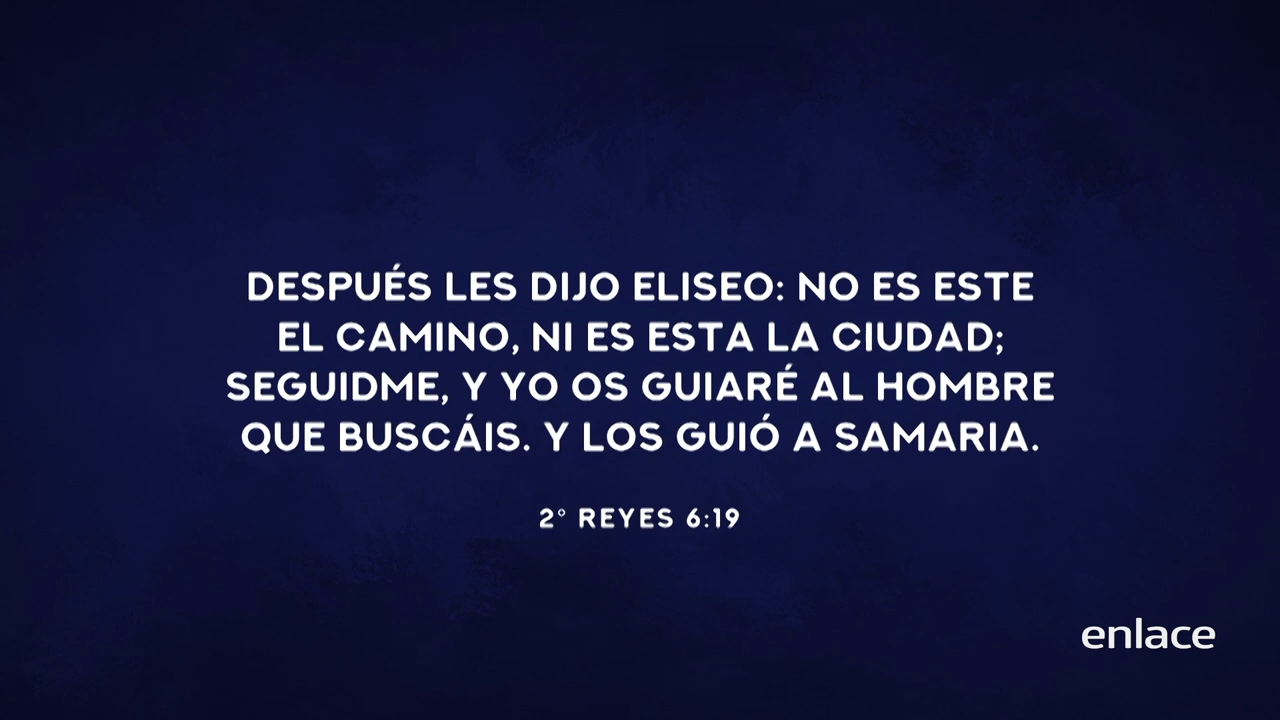 DESPUÉS LES DIJO ELISEO: NO ES ESTE
EL CAMINO, NI ES ESTA LA CIUDAD;
SEGUIDME, Y YO OS GUIARÉ AL HOMBRE
QUE BUSCÁIS. Y LOS GUIÓ A SAMARIA.
2° REYES 6:19
enlace